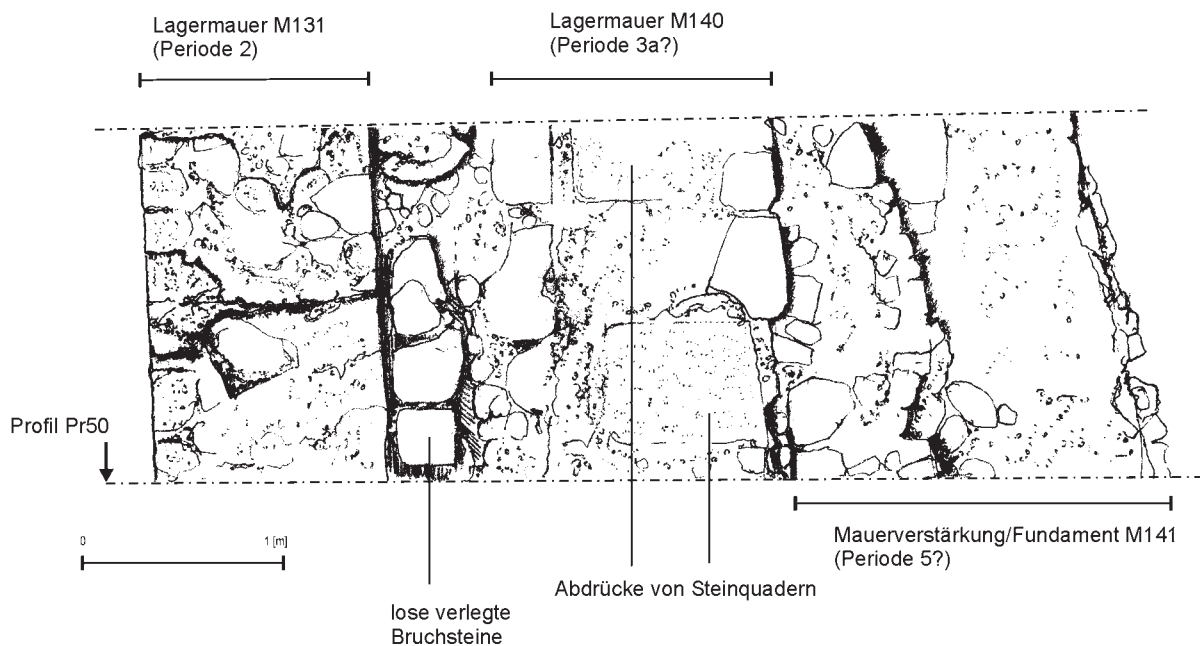 Lagermauer M131
(Periode 2)
Lagermauer M140
(Periode 3a?)
Profil Pr50
0 1 [m]
Mauerverstärkung/Fundament M141
(Periode 5?)
Abdrücke von Steinquadern
lose verlegte
Bruchsteine